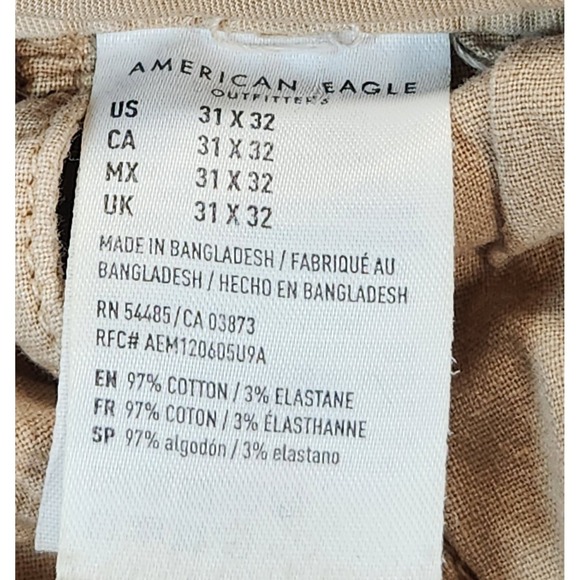 AMERICAN EAGLE
OUTFITTERS
US 31 X 32
CA 31 X 32
MX 31 X 32
UK 31 X 32
MADE IN BANGLADESH / FABRIQUÉ AU
BANGLADESH / HECHO EN BANGLADESH
RN 54485/CA 03873
RFC# AEM120605U9A
EN 97% COTTON / 3% ELASTANE
FR 97% COTON / 3% ÉLASTHANNE
SP 97% algodón / 3% elastano